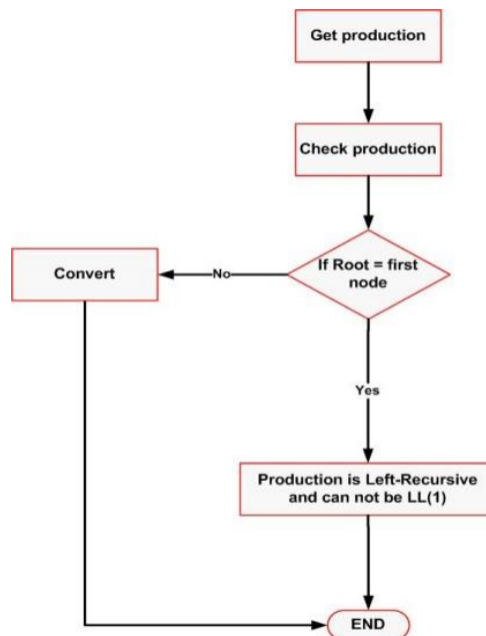 Get production
Check production
If Root = first
node
No
Convert
Yes
Production is Left-Recursive
and can not be LL(1)
END